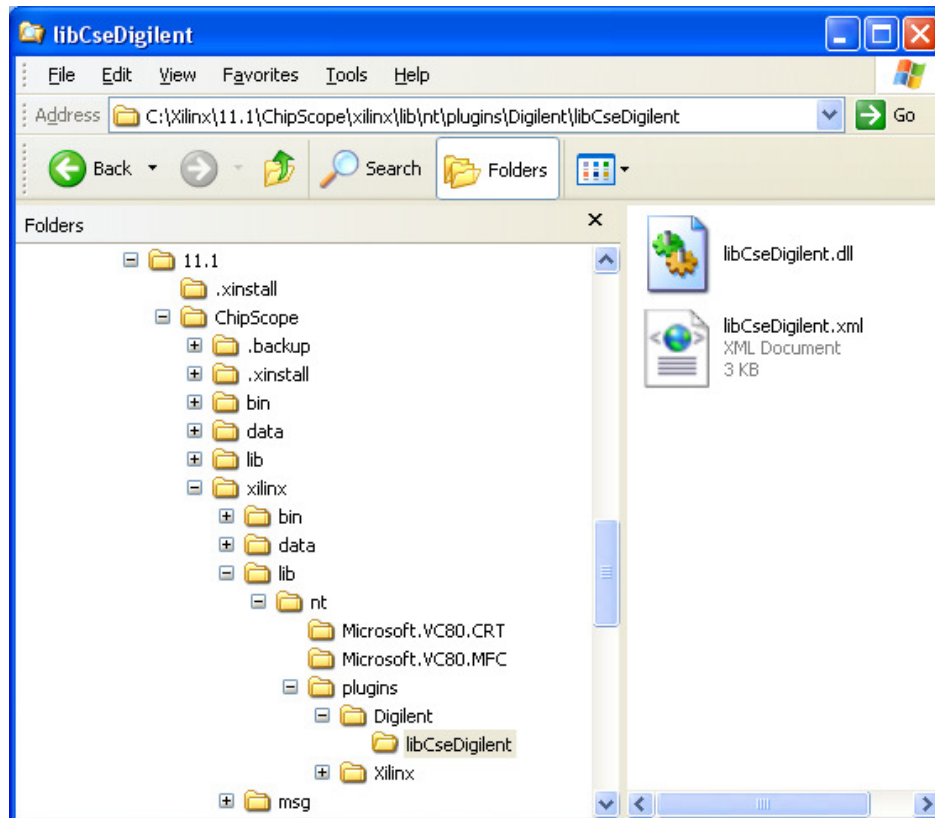 libCseDigilent
File Edit View Favorites Tools Help
Address C:\Xilinx\11.1\ChipScope\xilinx\lib\nt\plugins\Digilent\libCseDigilent Go
Back Search Folders
Folders
11.1
.xinstall
ChipScope
.backup
.xinstall
bin
data
lib
xilinx
bin
data
lib
nt
Microsoft.VC80.CRT
Microsoft.VC80.MFC
plugins
Digilent
libCseDigilent
Xilinx
msg
libCseDigilent.dll
libCseDigilent.xml
XML Document
3 KB